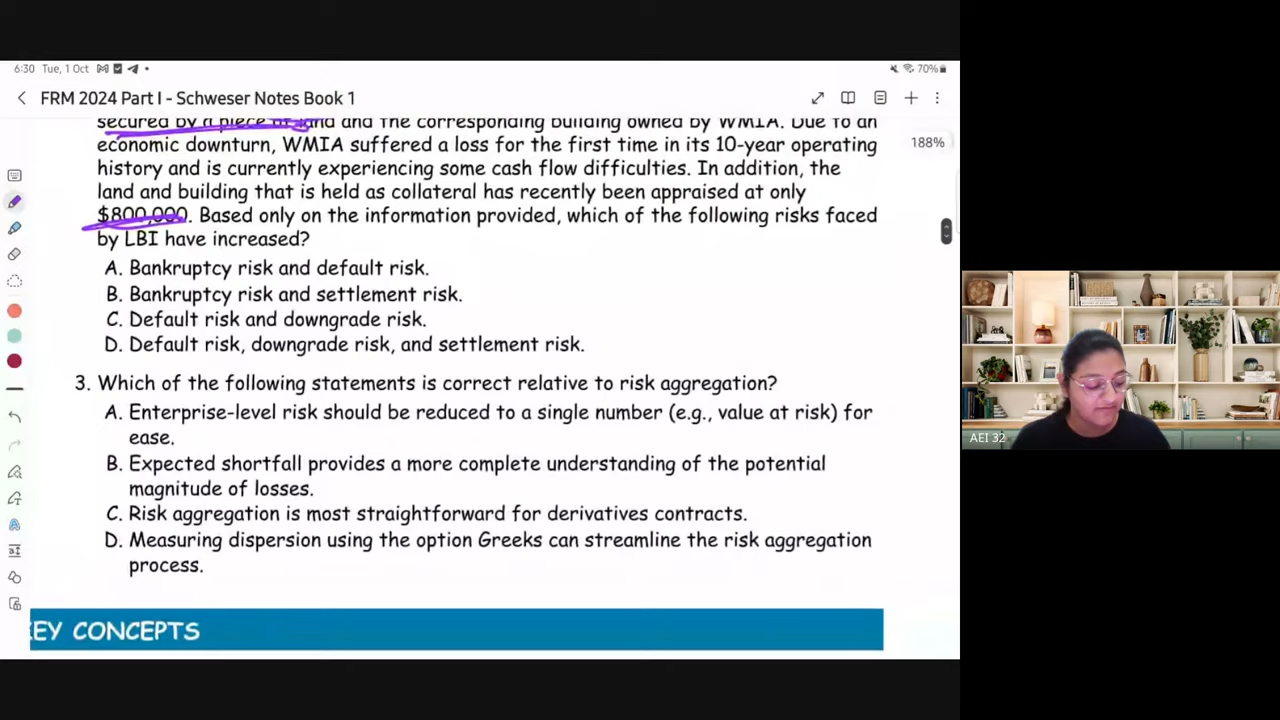 6:30 Tue, 1 Oct
70%
FRM 2024 Part I - Schweser Notes Book 1
188%
secured by a piece of land and the corresponding building owned by WMIA. Due to an
economic downturn, WMIA suffered a loss for the first time in its 10-year operating
history and is currently experiencing some cash flow difficulties. In addition, the
land and building that is held as collateral has recently been appraised at only
$800,000. Based only on the information provided, which of the following risks faced
by LBI have increased?
A. Bankruptcy risk and default risk.
B. Bankruptcy risk and settlement risk.
C. Default risk and downgrade risk.
D. Default risk, downgrade risk, and settlement risk.
3. Which of the following statements is correct relative to risk aggregation?
A. Enterprise-level risk should be reduced to a single number (e.g., value at risk) for
ease.
B. Expected shortfall provides a more complete understanding of the potential
magnitude of losses.
C. Risk aggregation is most straightforward for derivatives contracts.
D. Measuring dispersion using the option Greeks can streamline the risk aggregation
process.
KEY CONCEPTS
AEI 32